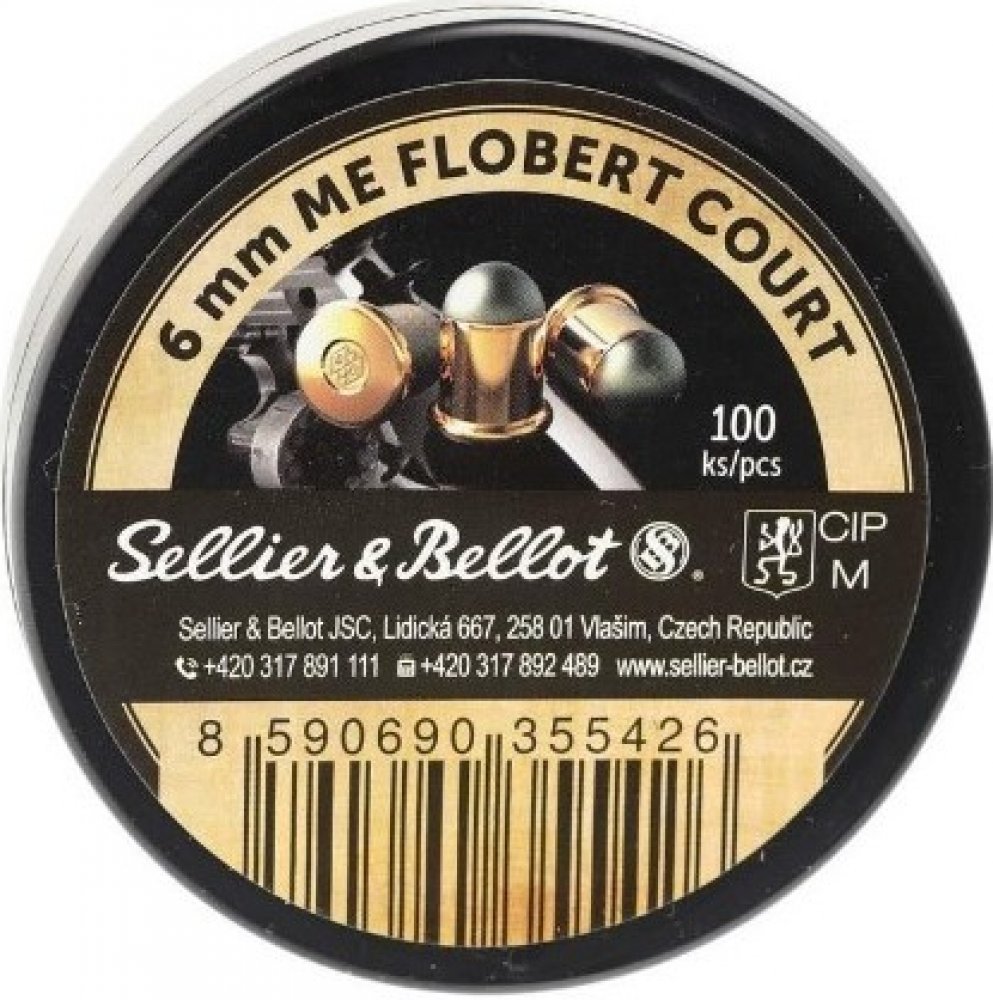 6 mm ME FLOBERT COURT
100
ks/pcs
Sellier & Bellot SB ®
CIP
M
Sellier & Bellot JSC, Lidická 667, 258 01 Vlašim, Czech Republic
+420 317 891 111 +420 317 892 489 www.sellier-bellot.cz
8 590690 355426